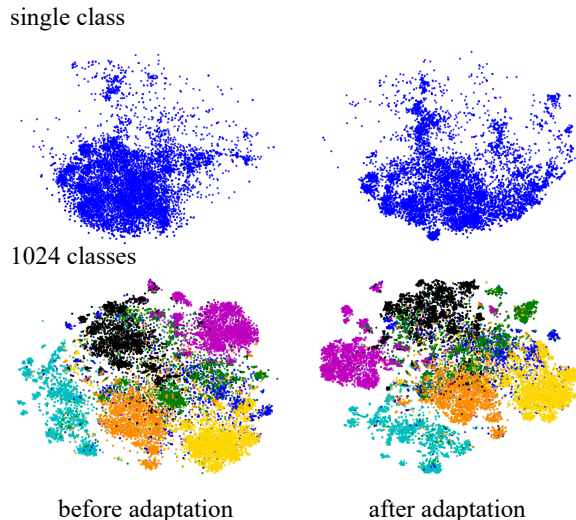 single class
1024 classes
before adaptation
after adaptation